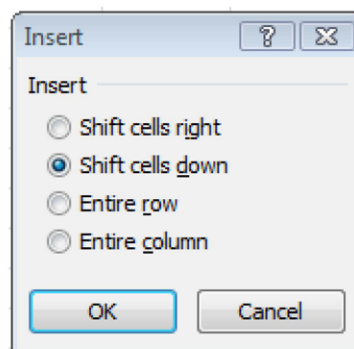 Insert
Insert
Shift cells right
Shift cells down
Entire row
Entire column
OK
Cancel